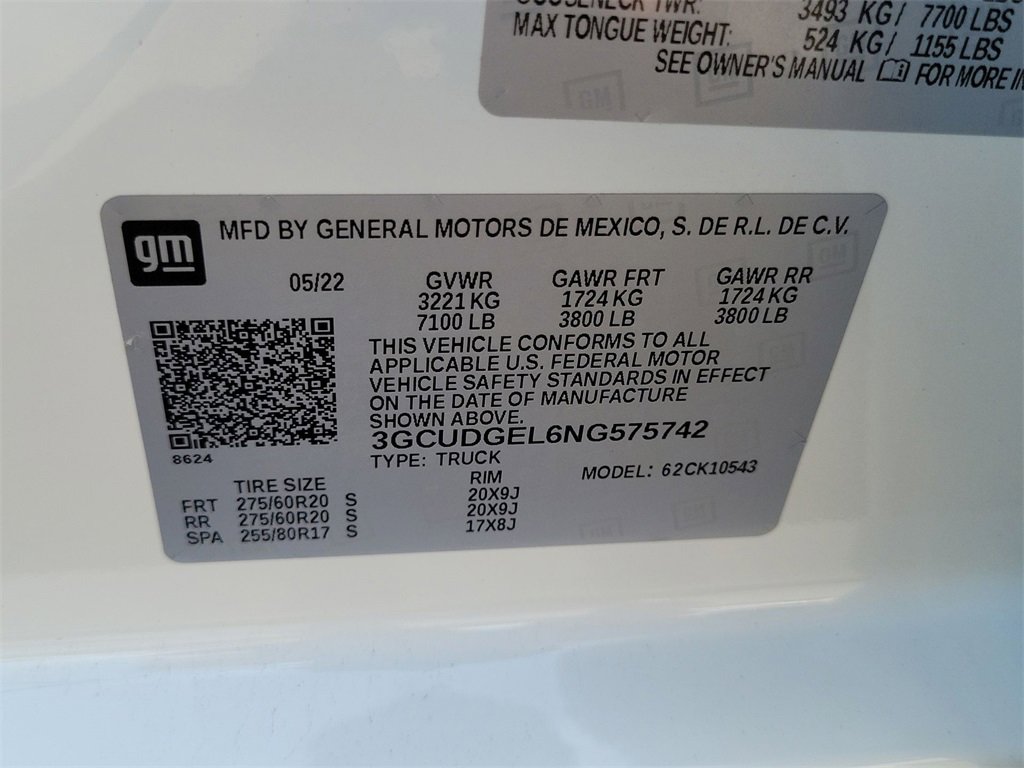 GOOSENECK TWR: 3493 KG/ 7700 LBS
MAX TONGUE WEIGHT: 524 KG/ 1155 LBS
SEE OWNER'S MANUAL FOR MORE
gm
MFD BY GENERAL MOTORS DE MEXICO, S. DE R.L. DE C.V.
05/22 GVWR GAWR FRT GAWR RR
3221 KG 1724 KG 1724 KG
7100 LB 3800 LB 3800 LB
THIS VEHICLE CONFORMS TO ALL
APPLICABLE U.S. FEDERAL MOTOR
VEHICLE SAFETY STANDARDS IN EFFECT
ON THE DATE OF MANUFACTURE
SHOWN ABOVE.
3GCUDGEL6NG575742
8624
TYPE: TRUCK MODEL: 62CK10543
TIRE SIZE RIM
FRT 275/60R20 S 20X9J
RR 275/60R20 S 20X9J
SPA 255/80R17 S 17X8J